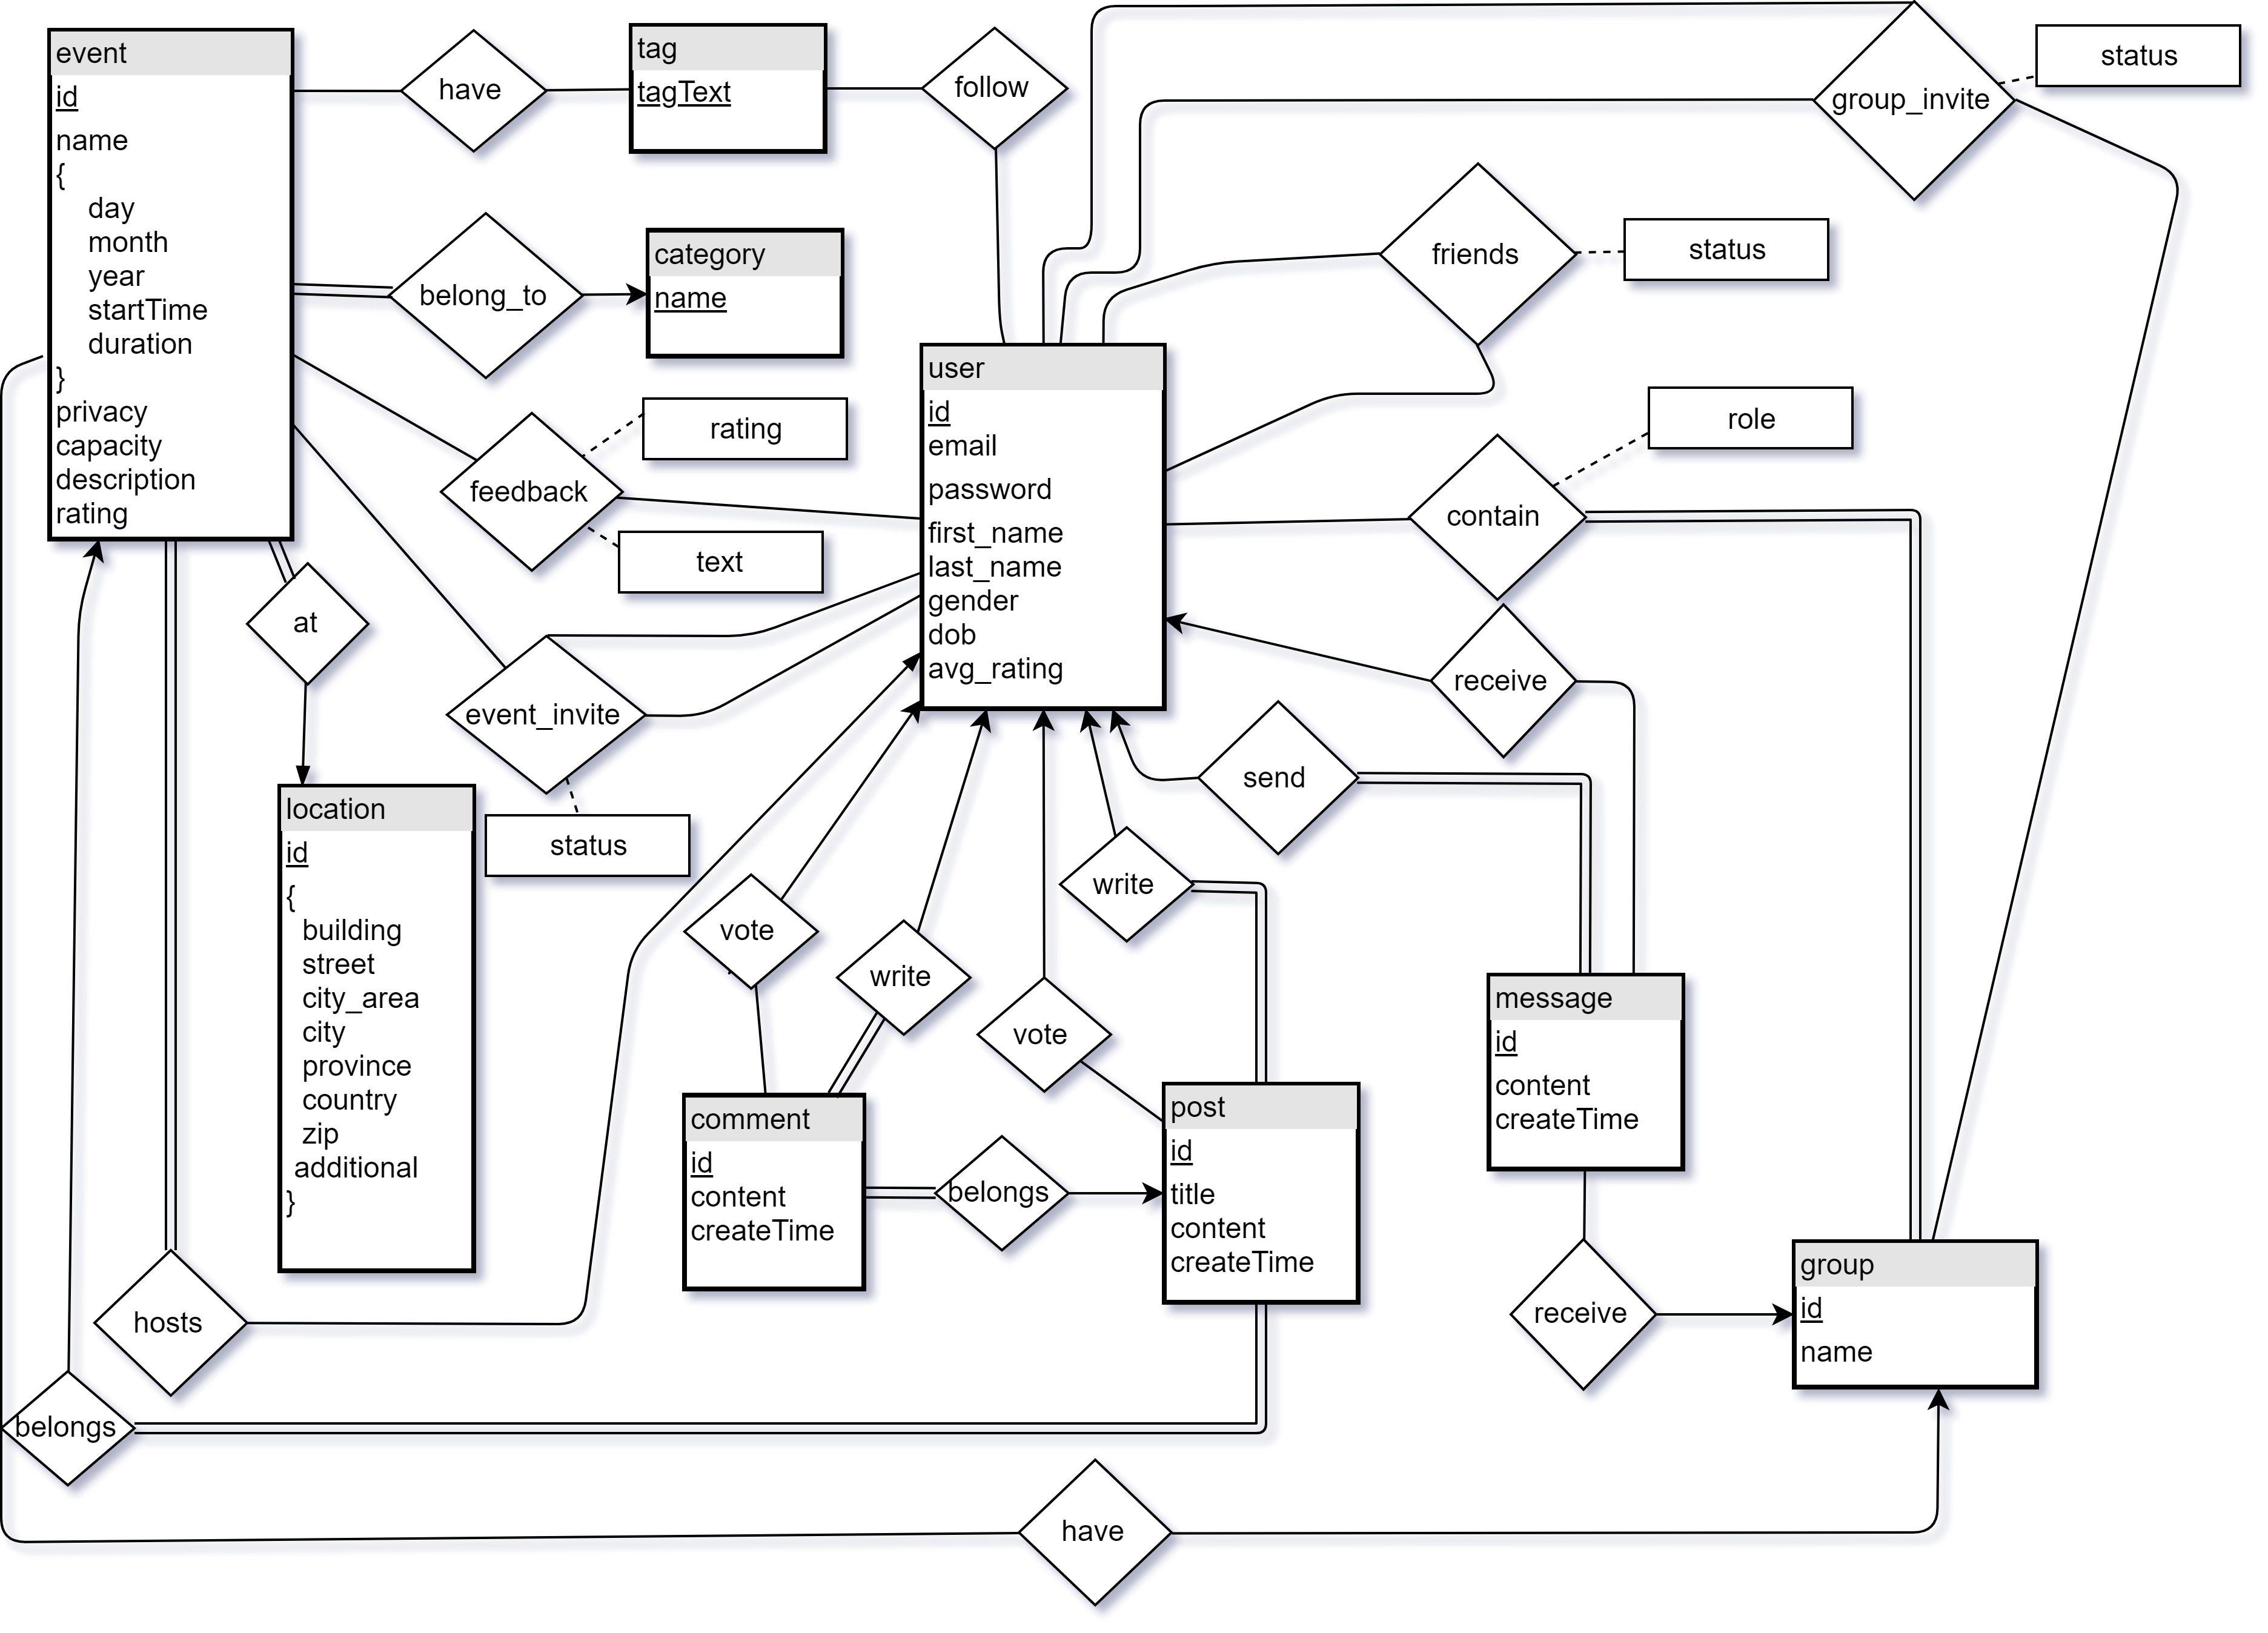 event
id
name
{
day
month
year
startTime
duration
}
privacy
capacity
description
rating
have
tag
tagText
follow
group_invite
status
belong_to
category
name
friends
status
feedback
rating
text
user
id
email
password
first_name
last_name
gender
dob
avg_rating
contain
role
at
event_invite
status
receive
send
location
id
{
building
street
city_area
city
province
country
zip
additional
}
vote
write
vote
write
comment
id
content
createTime
belongs
post
id
title
content
createTime
message
id
content
createTime
receive
group
id
name
hosts
belongs
have